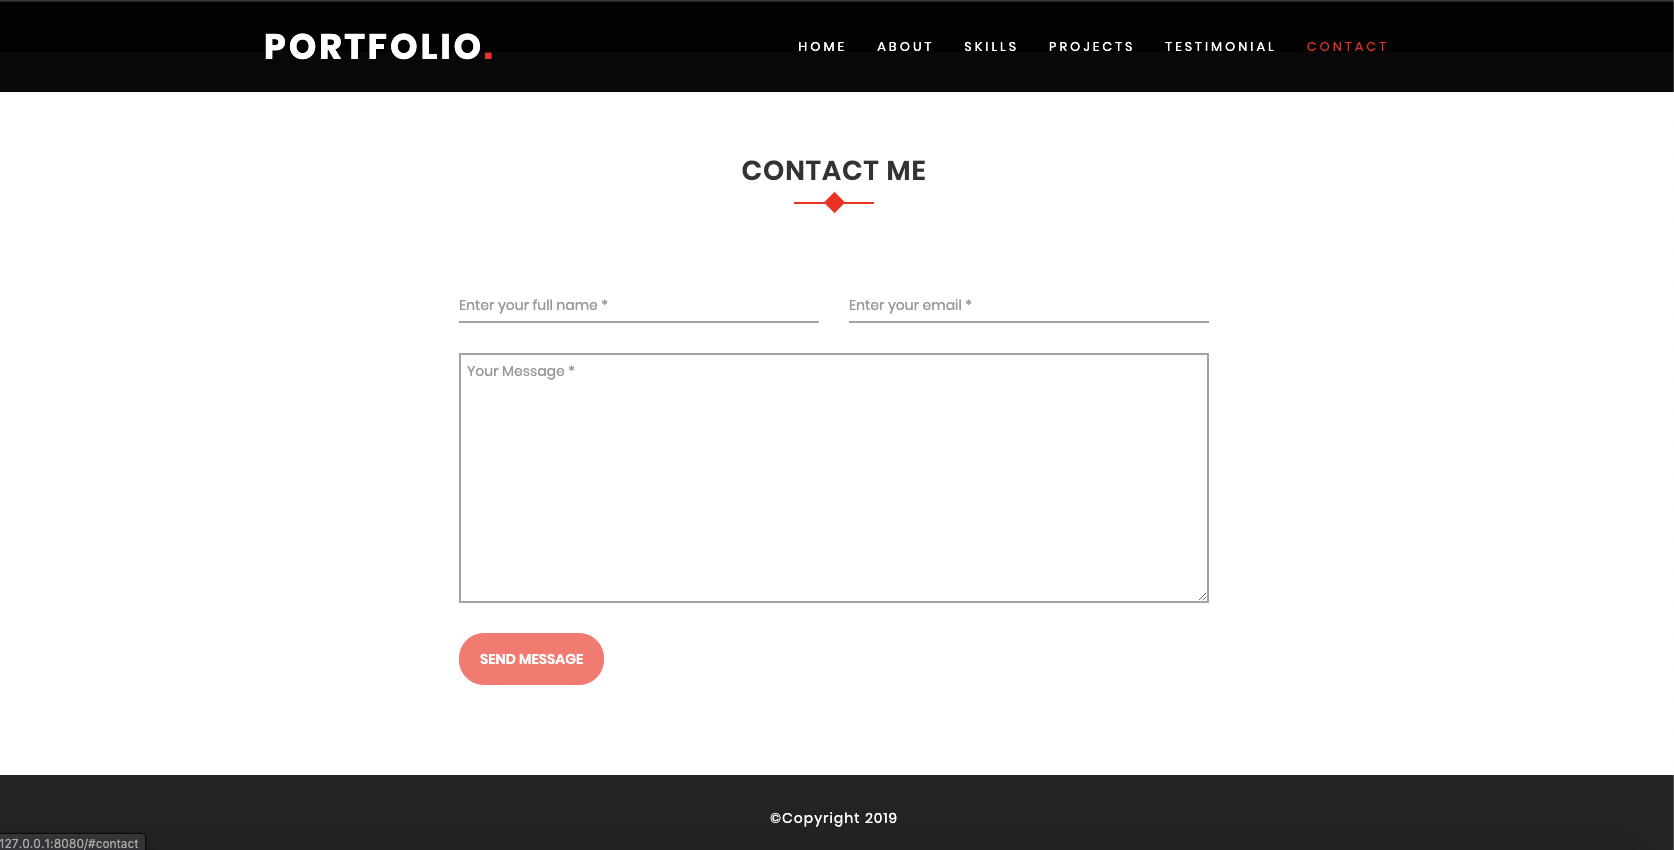 PORTFOLIO.
HOME ABOUT SKILLS PROJECTS TESTIMONIAL CONTACT
CONTACT ME
Enter your full name * Enter your email *
Your Message *
SEND MESSAGE
©Copyright 2019
127.0.0.1:8080/#contact